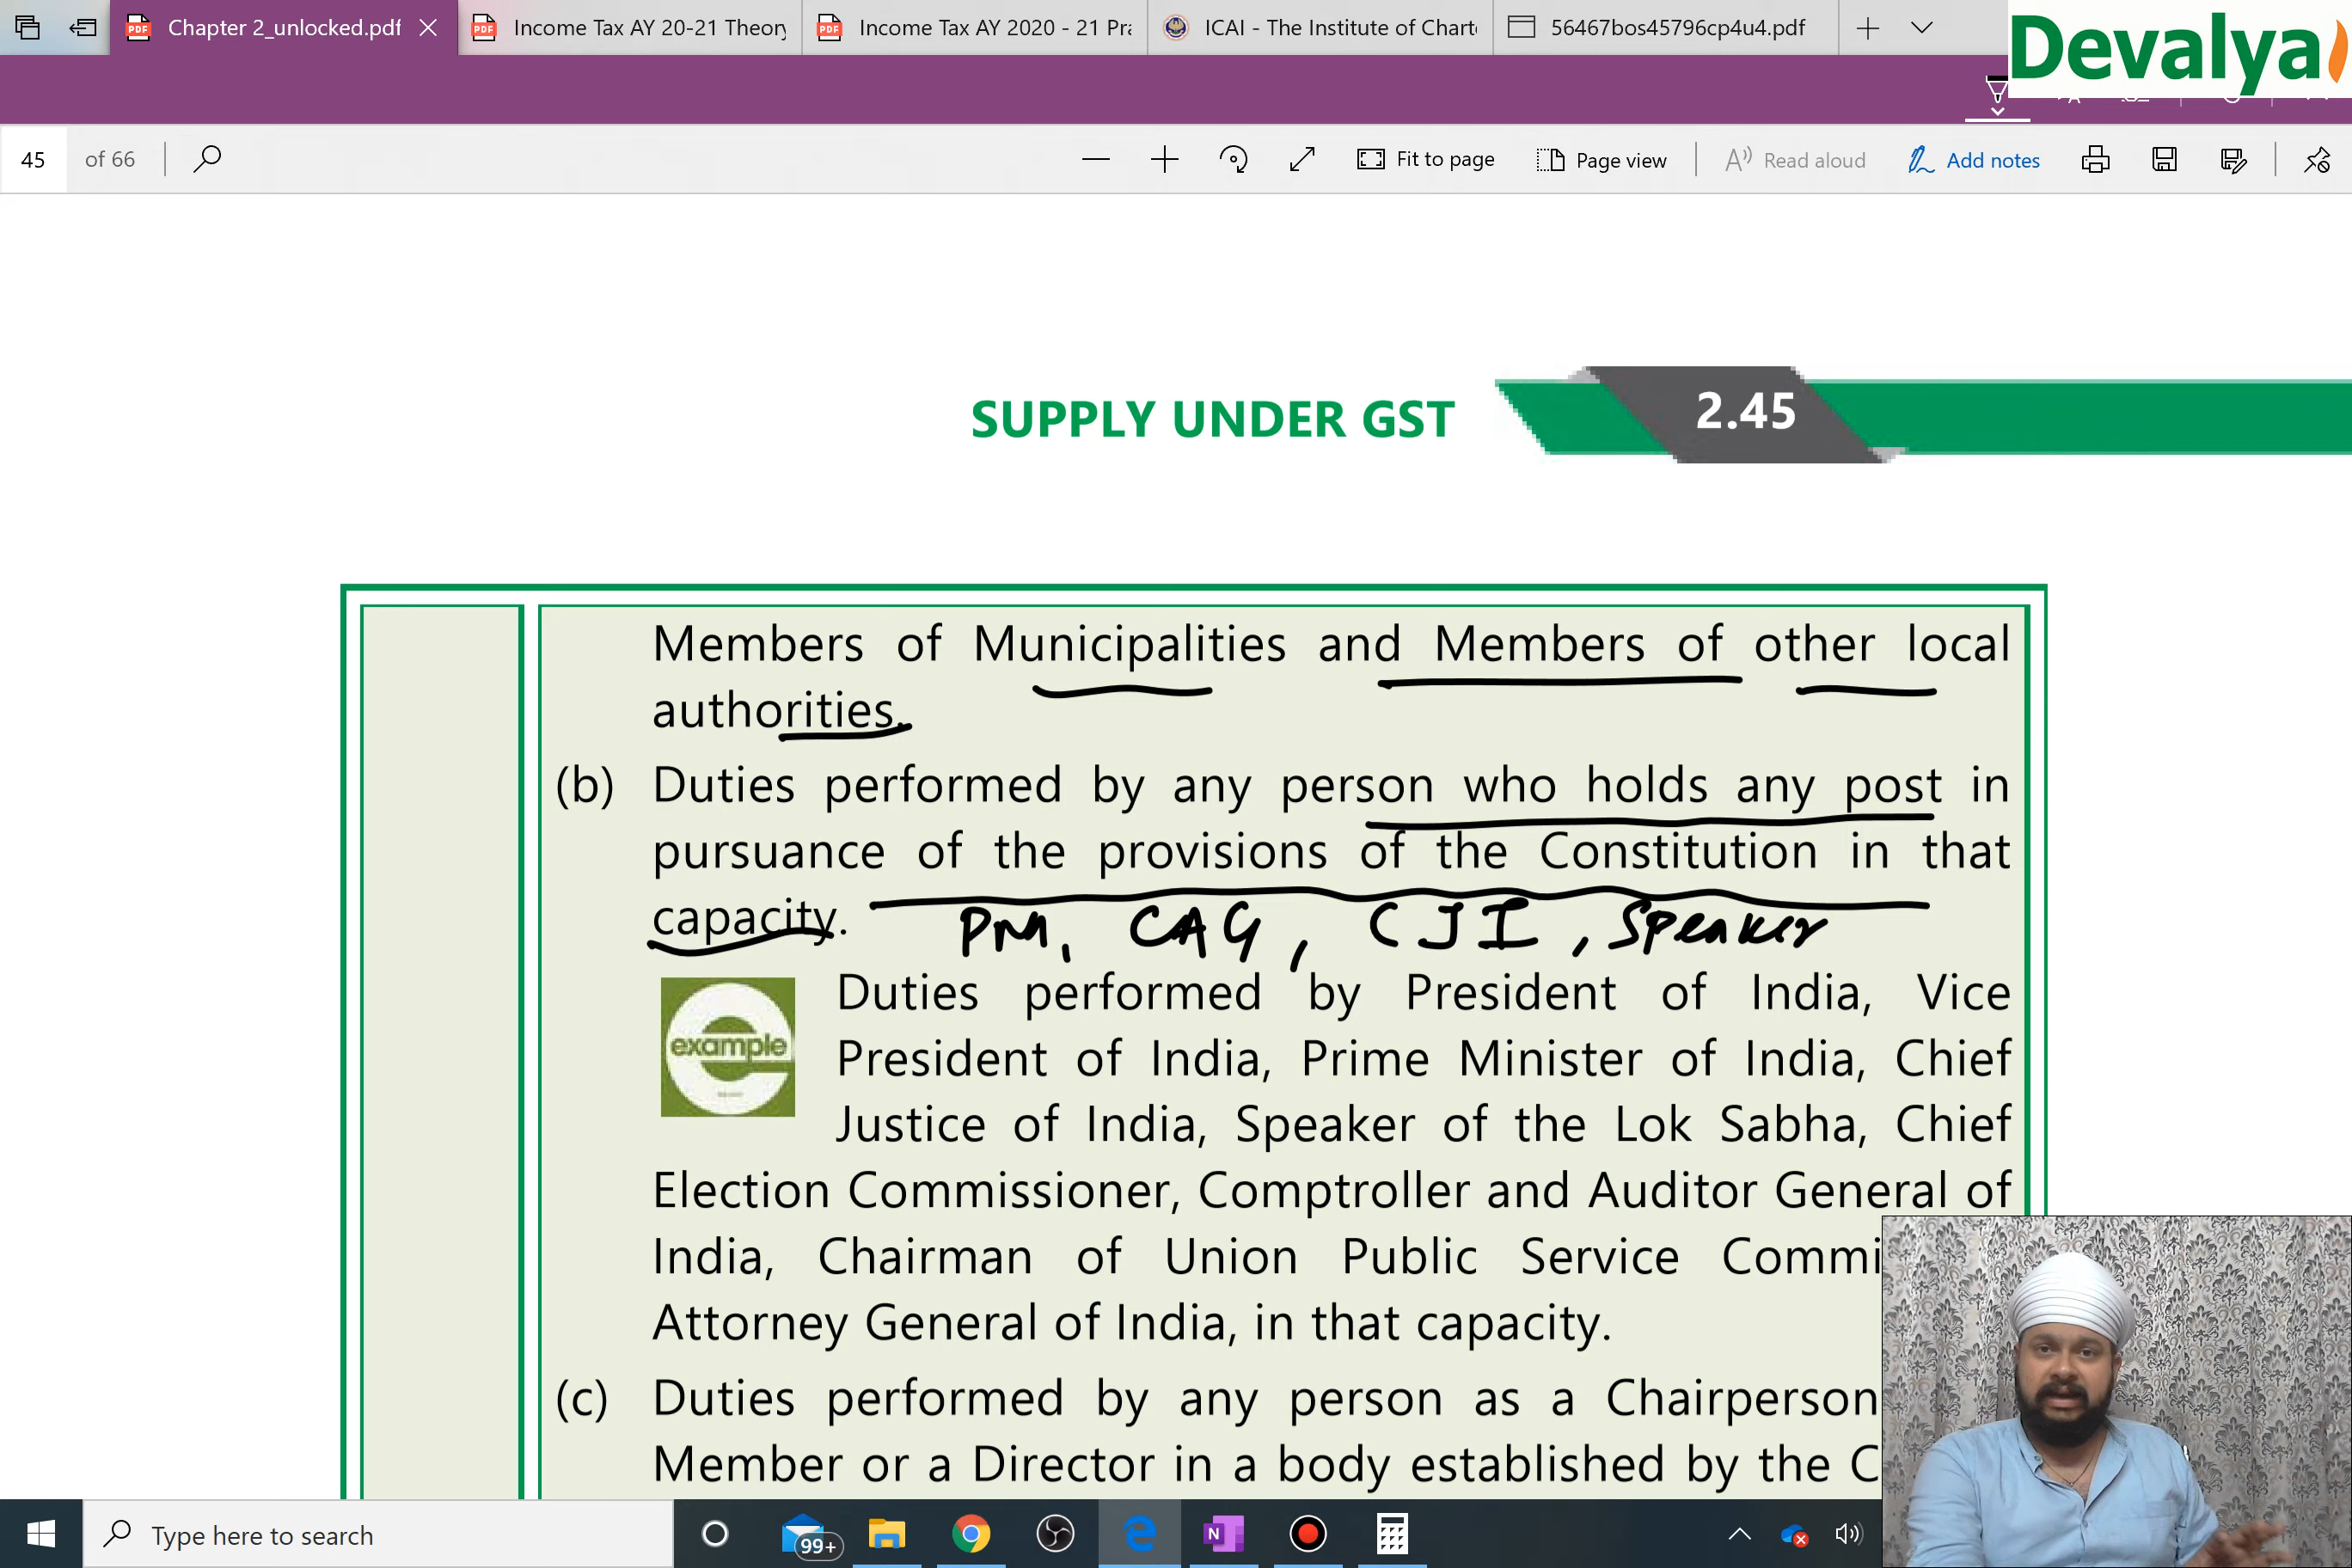 Chapter 2_unlocked.pdf
Income Tax AY 20-21 Theory
Income Tax AY 2020 - 21 Pra
ICAI - The Institute of Chart
56467bos45796cp4u4.pdf
Devalya
45 of 66
Fit to page
Page view
Read aloud
Add notes
SUPPLY UNDER GST
2.45
Members of Municipalities and Members of other local
authorities.
(b) Duties performed by any person who holds any post in
pursuance of the provisions of the Constitution in that
capacity.
PM, CAG, CJI, Speaker
example
Duties performed by President of India, Vice
President of India, Prime Minister of India, Chief
Justice of India, Speaker of the Lok Sabha, Chief
Election Commissioner, Comptroller and Auditor General of
India, Chairman of Union Public Service Commi
Attorney General of India, in that capacity.
(c) Duties performed by any person as a Chairperson
Member or a Director in a body established by the C
Type here to search
99+